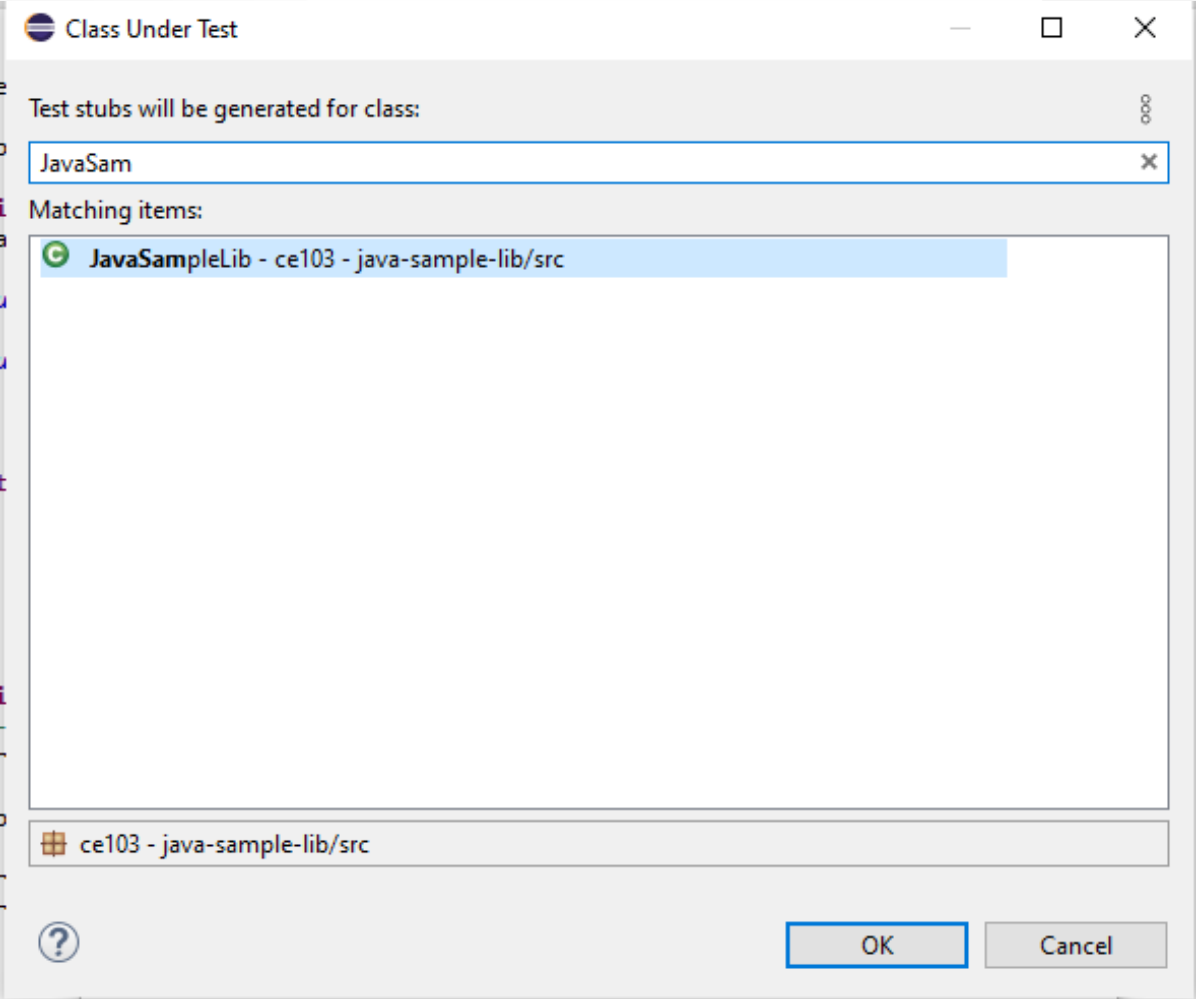 Class Under Test
Test stubs will be generated for class:
JavaSam
Matching items:
JavaSampleLib - ce103 - java-sample-lib/src
ce103 - java-sample-lib/src
OK
Cancel